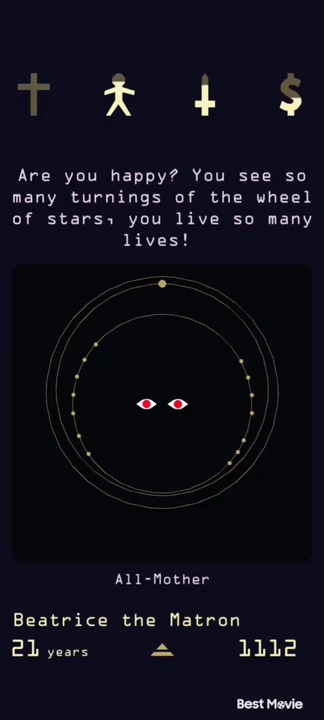 Are you happy? You see so
many turnings of the wheel
of stars, you live so many
lives!
All-Mother
Beatrice the Matron
21 years
1112
Best Movie